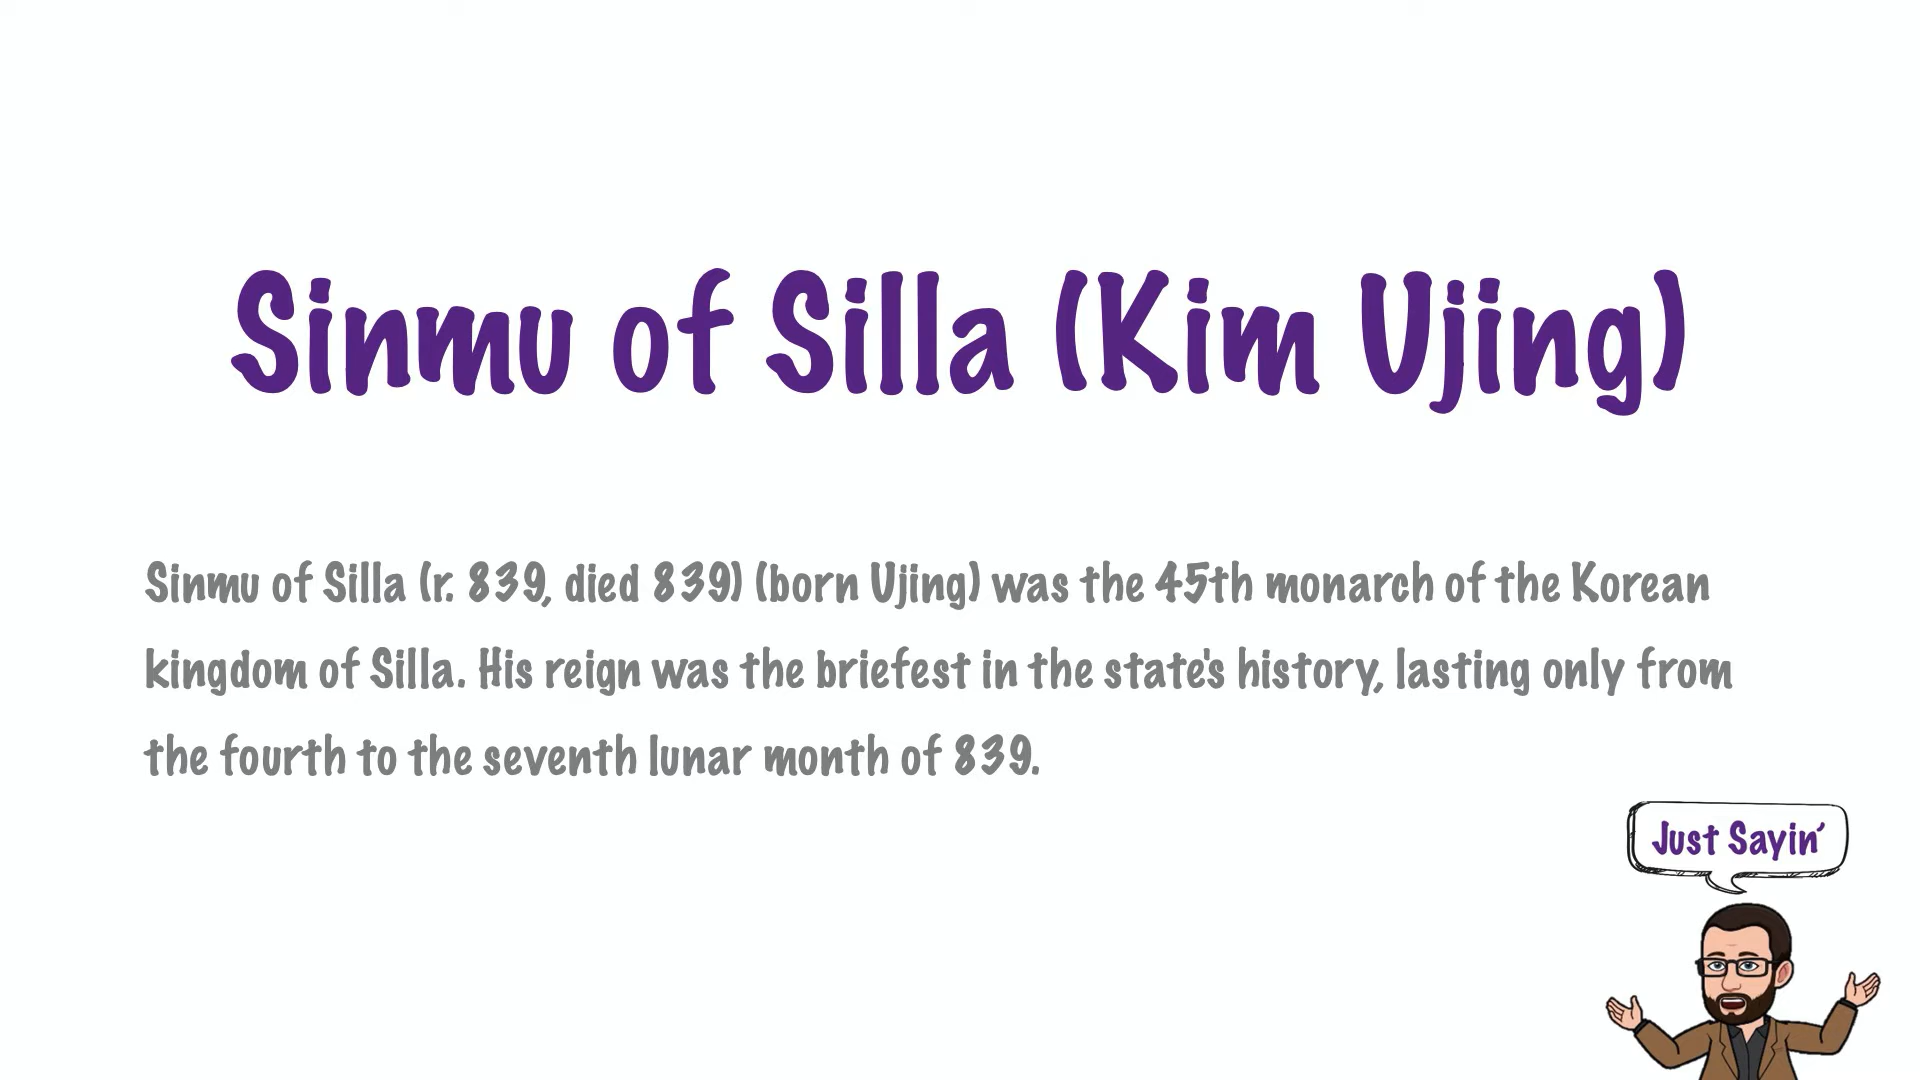 Sinmu of Silla (Kim Ujing)
Sinmu of Silla (r. 839, died 839) (born Ujing) was the 45th monarch of the Korean
kingdom of Silla. His reign was the briefest in the state's history, lasting only from
the fourth to the seventh lunar month of 839.
Just Sayin'